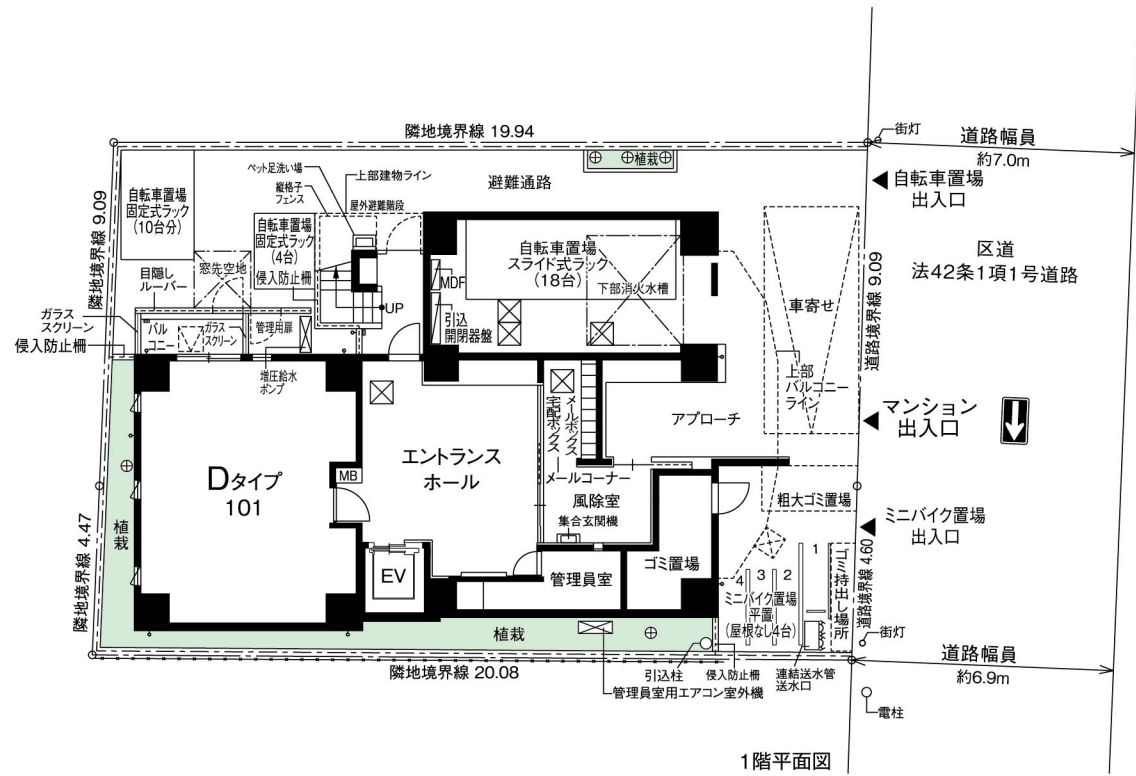 隣地境界線 19.94
街灯
道路幅員
約7.0m
自転車置場
出入口
区道
法42条1項1号道路
植栽
避難通路
ペット足洗い場
縦格子
フェンス
上部建物ライン
屋外避難階段
自転車置場
固定式ラック
(10台分)
隣地境界線 9.09
自転車置場
固定式ラック
(4台)
侵入防止柵
窓先空地
目隠し
ルーバー
自転車置場
スライド式ラック
(18台)
下部消火水槽
MDF
引込
開閉器盤
UP
車寄せ
道路境界線 9.09
上部
バルコニー
ライン
ガラス
スクリーン
侵入防止柵
バル
コニー
ガラス
スクリーン
管理用扉
増圧給水
ポンプ
マンション
出入口
アプローチ
メールボックス
宅配ボックス
メールコーナー
風除室
集合玄関機
エントランス
ホール
Dタイプ
101
MB
EV
管理員室
ゴミ置場
粗大ゴミ置場
ミニバイク置場
出入口
1
2
3
4
ミニバイク置場
平置
(屋根なし4台)
ゴミ持出し場所
道路境界線 4.60
街灯
植栽
隣地境界線 4.47
植栽
隣地境界線 20.08
引込柱
侵入防止柵
連結送水管
送水口
管理員室用エアコン室外機
道路幅員
約6.9m
電柱
1階平面図